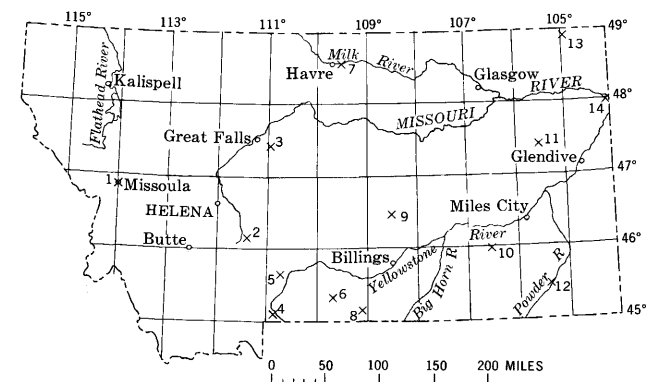 115° 113° 111° 109° 107° 105° 49°
Flathead River
Kalispell
Havre
Milk River
7
Glasgow
13
48°
RIVER
14
MISSOURI
Great Falls
3
11
Glendive
47°
1 Missoula
HELENA
2
9
Miles City
46°
Butte
Billings
Yellowstone River
10
5
6
Big Horn R
Powder R
12
45°
4
8
0 50 100 150 200 MILES